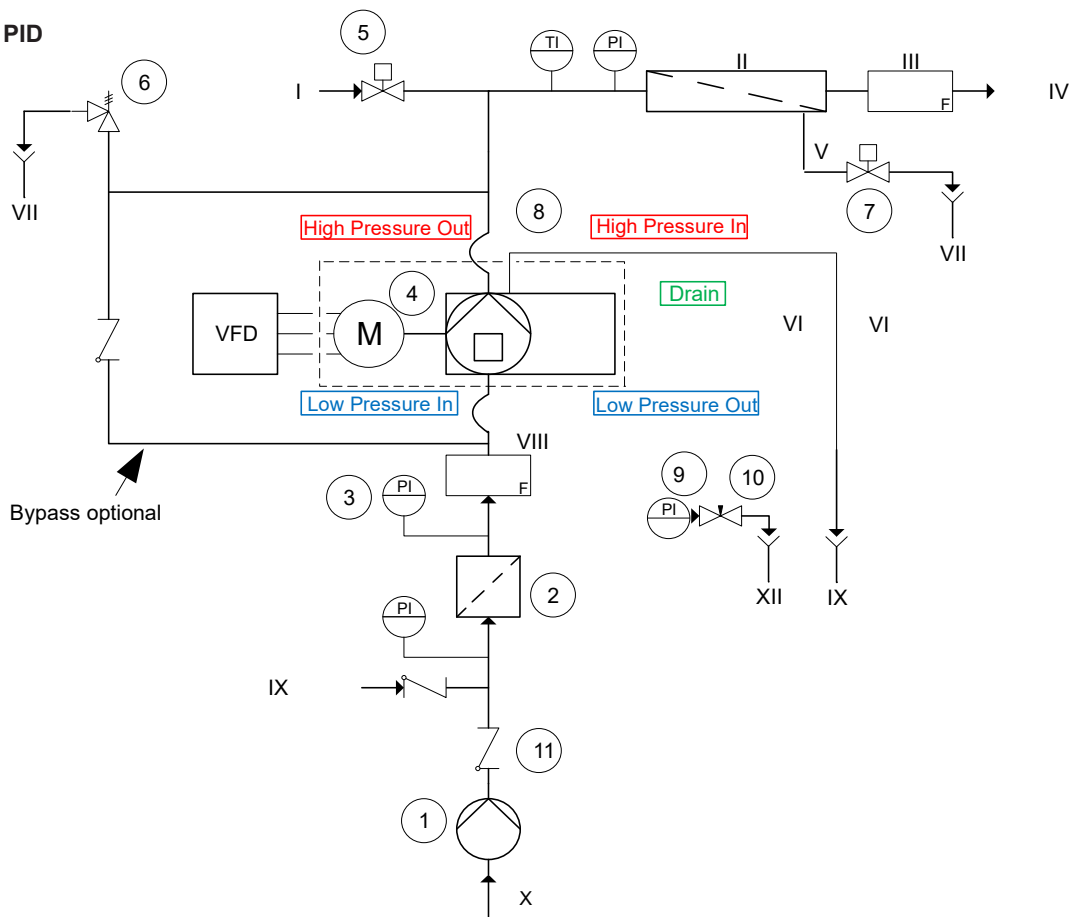 PID
5
TI
PI
II
III
F
I
IV
6
V
7
VII
VII
8
High Pressure Out
High Pressure In
Drain
4
VFD
M
VI
VI
Low Pressure In
Low Pressure Out
VIII
F
3
PI
9
10
PI
Bypass optional
2
XII
IX
PI
IX
11
1
X